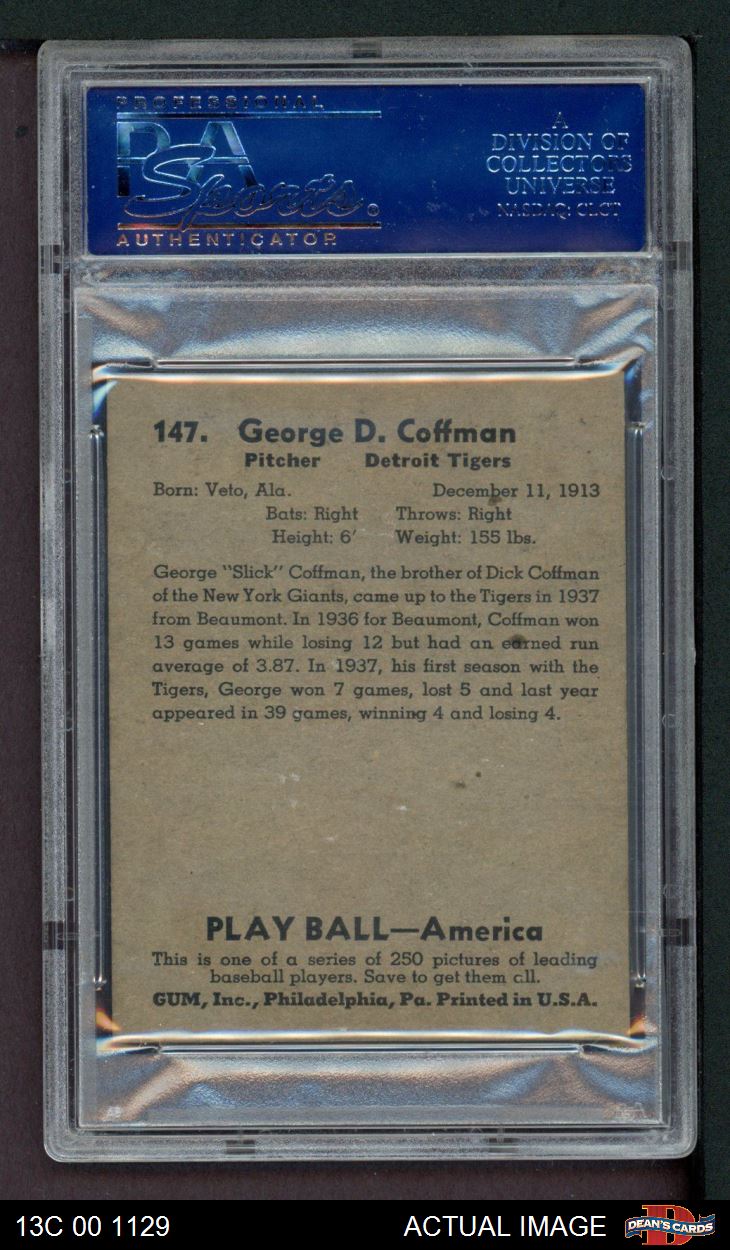 PROFESSIONAL
PSA
Sports
AUTHENTICATOR
A
DIVISION OF
COLLECTORS
UNIVERSE
NASDAQ: CLCT
147. George D. Coffman
Pitcher Detroit Tigers
Born: Veto, Ala. December 11, 1913
Bats: Right Throws: Right
Height: 6' Weight: 155 lbs.
George "Slick" Coffman, the brother of Dick Coffman
of the New York Giants, came up to the Tigers in 1937
from Beaumont. In 1936 for Beaumont, Coffman won
13 games while losing 12 but had an earned run
average of 3.87. In 1937, his first season with the
Tigers, George won 7 games, lost 5 and last year
appeared in 39 games, winning 4 and losing 4.
PLAY BALL—America
This is one of a series of 250 pictures of leading
baseball players. Save to get them all.
GUM, Inc., Philadelphia, Pa. Printed in U.S.A.
13C 00 1129 ACTUAL IMAGE DEAN'S CARDS